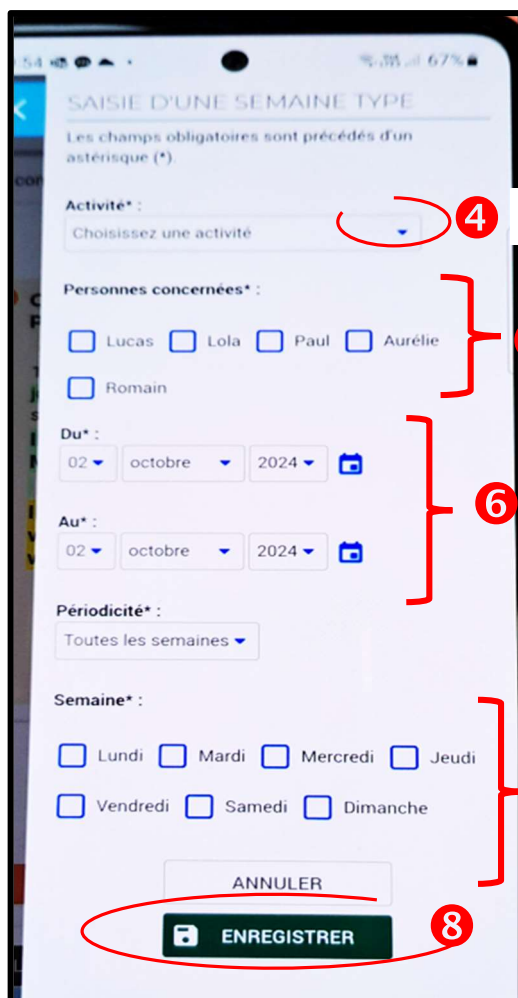 54
67%
SAISIE D'UNE SEMAINE TYPE
Les champs obligatoires sont précédés d'un
astérisque (*).
Activité* :
Choisissez une activité
4
Personnes concernées* :
Lucas Lola Paul Aurélie
Romain
Du* :
02 octobre 2024
6
Au* :
02 octobre 2024
Périodicité* :
Toutes les semaines
Semaine* :
Lundi Mardi Mercredi Jeudi
Vendredi Samedi Dimanche
ANNULER
ENREGISTRER
8